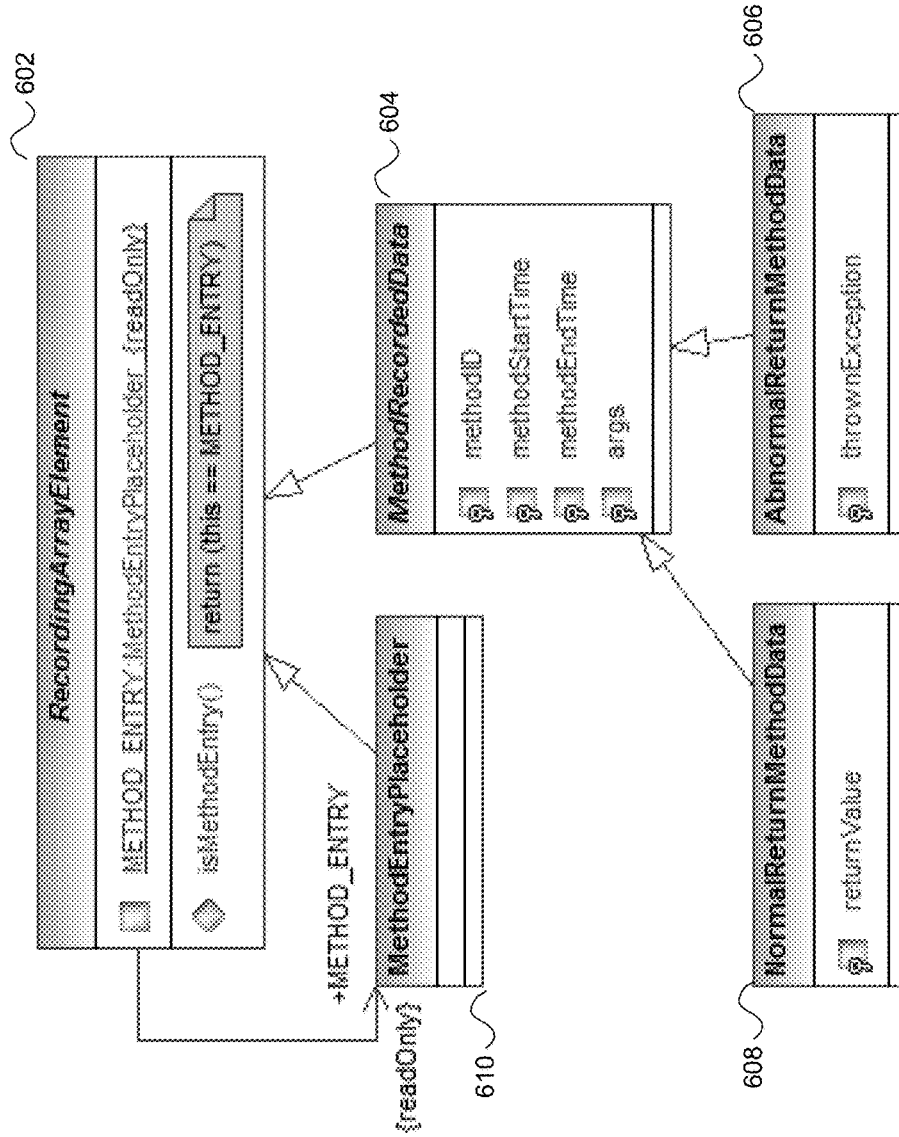 602
RecordingArrayElement
METHOD_ENTRY:MethodEntryPlaceholder {readOnly}
isMethodEntry()
return (this == METHOD_ENTRY)
+METHOD_ENTRY
{readOnly}
MethodEntryPlaceholder
610
604
MethodRecordedData
methodID
methodStartTime
methodEndTime
args
608
NormalReturnMethodData
returnValue
606
AbnormalReturnMethodData
thrownException